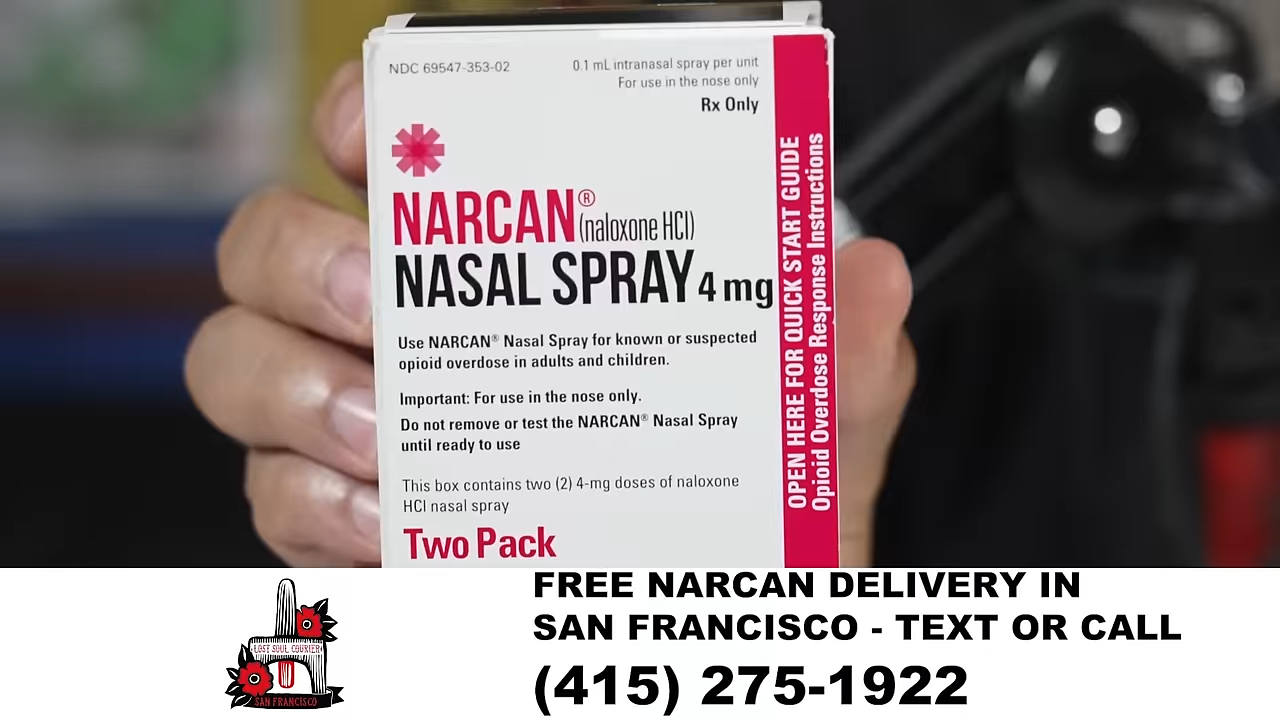 NDC 69547-353-02
0.1 mL intranasal spray per unit
For use in the nose only
Rx Only
NARCAN® (naloxone HCl)
NASAL SPRAY 4 mg
Use NARCAN® Nasal Spray for known or suspected
opioid overdose in adults and children.
Important: For use in the nose only.
Do not remove or test the NARCAN® Nasal Spray
until ready to use
This box contains two (2) 4-mg doses of naloxone
HCl nasal spray
Two Pack
OPEN HERE FOR QUICK START GUIDE
Opioid Overdose Response Instructions
LOST SOUL COURIER
SAN FRANCISCO
FREE NARCAN DELIVERY IN
SAN FRANCISCO - TEXT OR CALL
(415) 275-1922